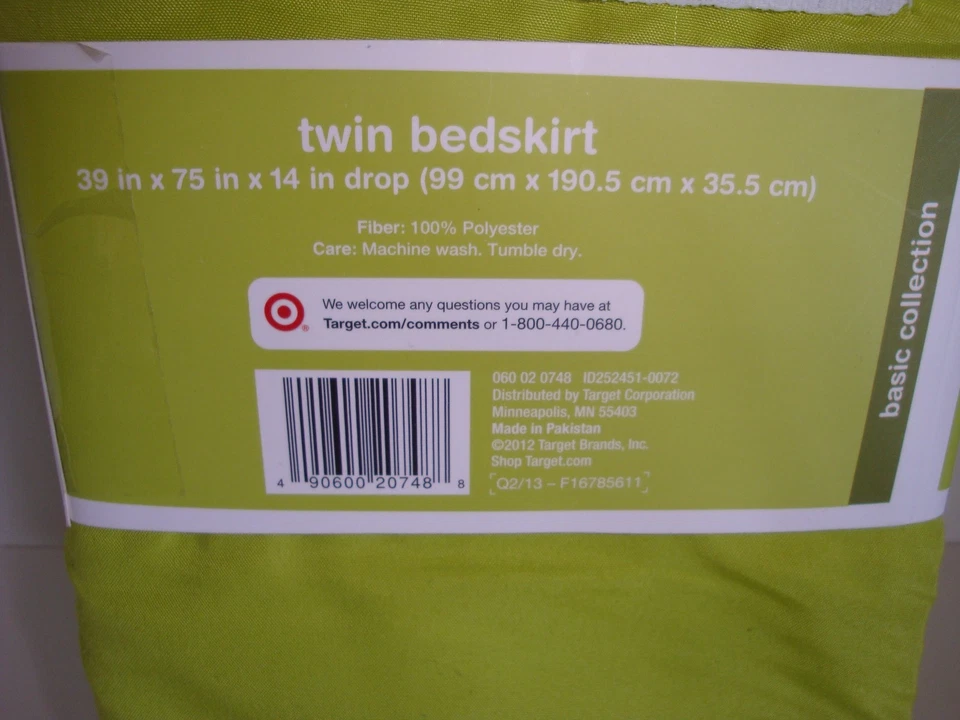 twin bedskirt
39 in x 75 in x 14 in drop (99 cm x 190.5 cm x 35.5 cm)
Fiber: 100% Polyester
Care: Machine wash. Tumble dry.
We welcome any questions you may have at
Target.com/comments or 1-800-440-0680.
®
060 02 0748 ID252451-0072
Distributed by Target Corporation
Minneapolis, MN 55403
Made in Pakistan
©2012 Target Brands, Inc.
Shop Target.com
Q2/13 – F16785611
4 90600 20748 8
basic collection